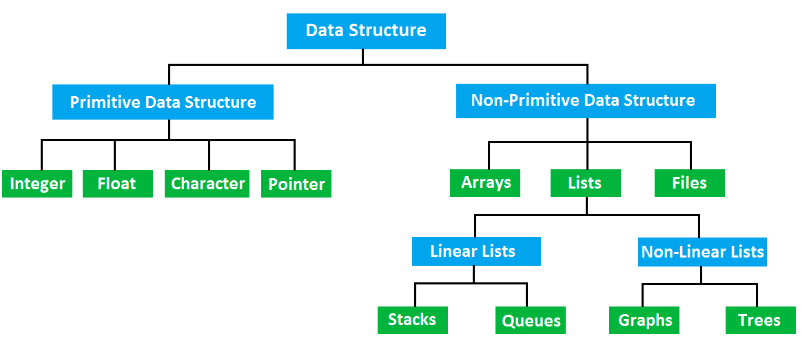 Data Structure
Primitive Data Structure
Non-Primitive Data Structure
Integer
Float
Character
Pointer
Arrays
Lists
Files
Linear Lists
Non-Linear Lists
Stacks
Queues
Graphs
Trees